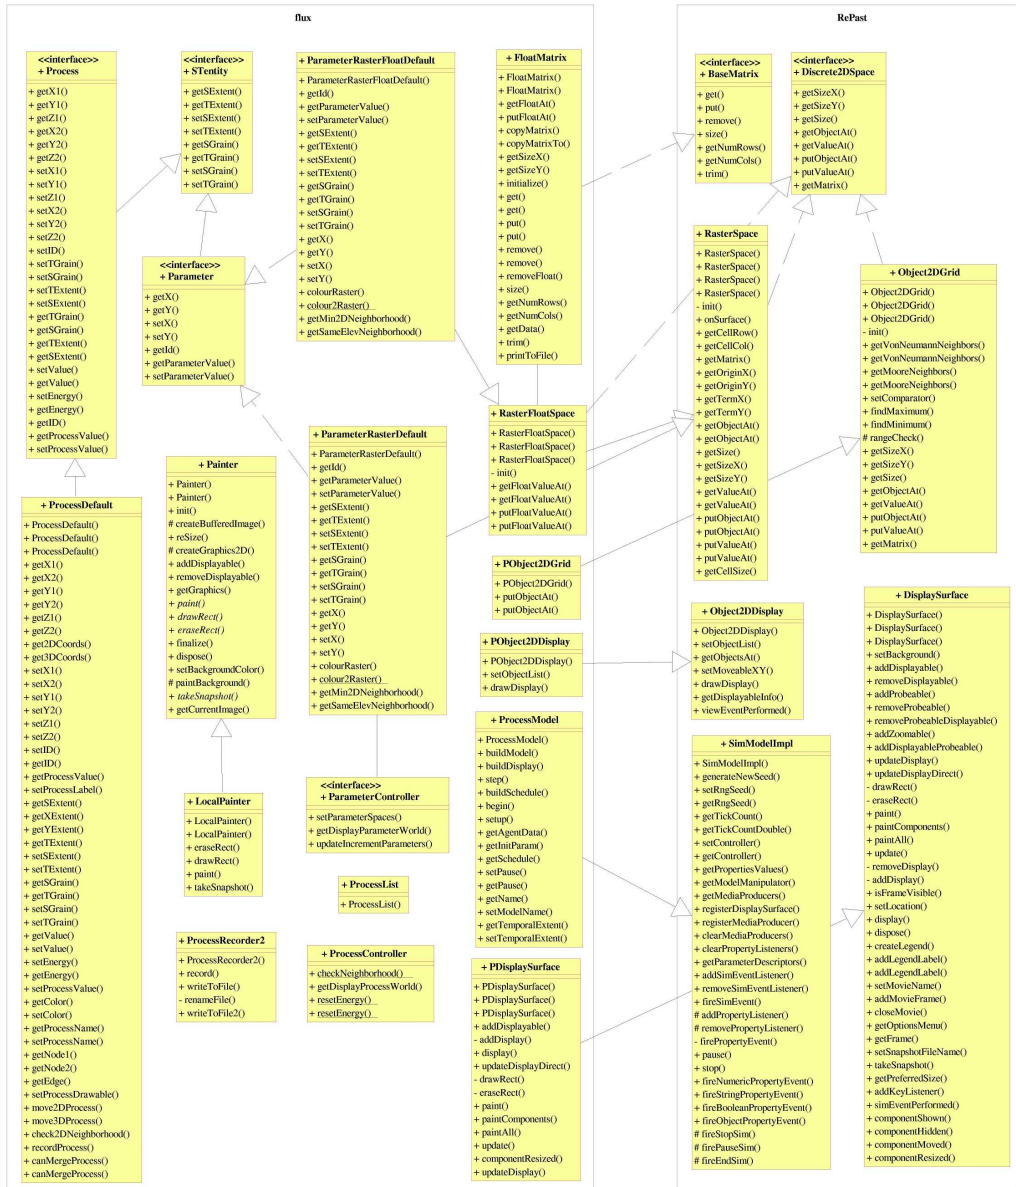 flux
<<interface>>
+ Process
+ getX1()
+ getY1()
+ getZ1()
+ getX2()
+ getY2()
+ getZ2()
+ setX1()
+ setY1()
+ setZ1()
+ setX2()
+ setY2()
+ setZ2()
+ setID()
+ setTGrain()
+ setSGrain()
+ setTExtent()
+ setSExtent()
+ getTGrain()
+ getSGrain()
+ getTExtent()
+ getSExtent()
+ setValue()
+ getValue()
+ setEnergy()
+ getEnergy()
+ getID()
+ getProcessValue()
+ setProcessValue()
<<interface>>
+ STentity
+ getSExtent()
+ getTExtent()
+ setSExtent()
+ setTExtent()
+ getSGrain()
+ getTGrain()
+ setSGrain()
+ setTGrain()
<<interface>>
+ Parameter
+ getX()
+ getY()
+ setX()
+ setY()
+ getId()
+ getParameterValue()
+ setParameterValue()
+ ParameterRasterFloatDefault
+ ParameterRasterFloatDefault()
+ getId()
+ getParameterValue()
+ setParameterValue()
+ getSExtent()
+ getTExtent()
+ setSExtent()
+ setTExtent()
+ getSGrain()
+ getTGrain()
+ setSGrain()
+ setTGrain()
+ getX()
+ getY()
+ setX()
+ setY()
+ colourRaster()
+ colour2Raster()
+ getMin2DNeighborhood()
+ getSameElevNeighborhood()
+ FloatMatrix
+ FloatMatrix()
+ FloatMatrix()
+ getFloatAt()
+ putFloatAt()
+ copyMatrix()
+ copyMatrixTo()
+ getSizeX()
+ getSizeY()
+ initialize()
+ get()
+ get()
+ put()
+ put()
+ remove()
+ remove()
+ removeFloat()
+ size()
+ getNumRows()
+ getNumCols()
+ getData()
+ trim()
+ printToFile()
+ ProcessDefault
+ ProcessDefault()
+ ProcessDefault()
+ ProcessDefault()
+ getX1()
+ getX2()
+ getY1()
+ getY2()
+ getZ1()
+ getZ2()
+ get2DCoords()
+ get3DCoords()
+ setX1()
+ setX2()
+ setY1()
+ setY2()
+ setZ1()
+ setZ2()
+ setID()
+ getID()
+ getProcessValue()
+ setProcessLabel()
+ getSExtent()
+ getXExtent()
+ getYExtent()
+ getTExtent()
+ setSExtent()
+ setTExtent()
+ getSGrain()
+ getTGrain()
+ setSGrain()
+ setTGrain()
+ getValue()
+ setValue()
+ setEnergy()
+ getEnergy()
+ setProcessValue()
+ getColor()
+ setColor()
+ getProcessName()
+ setProcessName()
+ getNode1()
+ getNode2()
+ getEdge()
+ setProcessDrawable()
+ move2DProcess()
+ move3DProcess()
+ check2DNeighborhood()
+ recordProcess()
+ canMergeProcess()
+ canMergeProcess()
+ Painter
+ Painter()
+ Painter()
+ init()
# createBufferedImage()
+ reSize()
# createGraphics2D()
+ addDisplayable()
+ removeDisplayable()
+ getGraphics()
+ paint()
+ drawRect()
+ eraseRect()
+ finalize()
+ dispose()
+ setBackgroundColor()
# paintBackground()
+ takeSnapshot()
+ getCurrentImage()
+ LocalPainter
+ LocalPainter()
+ LocalPainter()
+ eraseRect()
+ drawRect()
+ paint()
+ takeSnapshot()
+ ProcessRecorder2
+ ProcessRecorder2()
+ record()
+ writeToFile()
- renameFile()
+ writeToFile2()
+ ParameterRasterDefault
+ ParameterRasterDefault()
+ getId()
+ getParameterValue()
+ setParameterValue()
+ getSExtent()
+ getTExtent()
+ setSExtent()
+ setTExtent()
+ getSGrain()
+ getTGrain()
+ setSGrain()
+ setTGrain()
+ getX()
+ getY()
+ setX()
+ setY()
+ colourRaster()
+ colour2Raster()
+ getMin2DNeighborhood()
+ getSameElevNeighborhood()
<<interface>>
+ ParameterController
+ setParameterSpaces()
+ getDisplayParameterWorld()
+ updateIncrementParameters()
+ ProcessList
+ ProcessList()
+ ProcessController
+ checkNeighborhood()
+ getDisplayProcessWorld()
+ resetEnergy()
+ resetEnergy()
+ RasterFloatSpace
+ RasterFloatSpace()
+ RasterFloatSpace()
+ RasterFloatSpace()
- init()
+ getFloatValueAt()
+ getFloatValueAt()
+ putFloatValueAt()
+ putFloatValueAt()
+ PObject2DGrid
+ PObject2DGrid()
+ putObjectAt()
+ putObjectAt()
+ PObject2DDisplay
+ PObject2DDisplay()
+ setObjectList()
+ drawDisplay()
+ ProcessModel
+ ProcessModel()
+ buildModel()
+ buildDisplay()
+ step()
+ buildSchedule()
+ begin()
+ setup()
+ getAgentData()
+ getInitParam()
+ getSchedule()
+ setPause()
+ getPause()
+ getName()
+ setModelName()
+ getTemporalExtent()
+ setTemporalExtent()
+ PDisplaySurface
+ PDisplaySurface()
+ PDisplaySurface()
+ PDisplaySurface()
+ addDisplayable()
- addDisplay()
+ display()
+ updateDisplayDirect()
- drawRect()
- eraseRect()
+ paint()
+ paintComponents()
+ paintAll()
+ update()
+ componentResized()
+ updateDisplay()
RePast
<<interface>>
+ BaseMatrix
+ get()
+ put()
+ remove()
+ size()
+ getNumRows()
+ getNumCols()
+ trim()
<<interface>>
+ Discrete2DSpace
+ getSizeX()
+ getSizeY()
+ getSize()
+ getObjectAt()
+ getValueAt()
+ putObjectAt()
+ putValueAt()
+ getMatrix()
+ RasterSpace
+ RasterSpace()
+ RasterSpace()
+ RasterSpace()
+ RasterSpace()
- init()
+ onSurface()
+ getCellRow()
+ getCellCol()
+ getMatrix()
+ getOriginX()
+ getOriginY()
+ getTermX()
+ getTermY()
+ getObjectAt()
+ getObjectAt()
+ getSize()
+ getSizeX()
+ getSizeY()
+ getValueAt()
+ getValueAt()
+ putObjectAt()
+ putObjectAt()
+ putValueAt()
+ putValueAt()
+ getCellSize()
+ Object2DGrid
+ Object2DGrid()
+ Object2DGrid()
+ Object2DGrid()
- init()
+ getVonNeumannNeighbors()
+ getVonNeumannNeighbors()
+ getMooreNeighbors()
+ getMooreNeighbors()
+ setComparator()
+ findMaximum()
+ findMinimum()
# rangeCheck()
+ getSizeX()
+ getSizeY()
+ getSize()
+ getObjectAt()
+ getValueAt()
+ putObjectAt()
+ putValueAt()
+ getMatrix()
+ Object2DDisplay
+ Object2DDisplay()
+ setObjectList()
+ getObjectsAt()
+ setMoveableXY()
+ drawDisplay()
+ getDisplayableInfo()
+ viewEventPerformed()
+ SimModelImpl
+ SimModelImpl()
+ generateNewSeed()
+ setRngSeed()
+ getRngSeed()
+ getTickCount()
+ getTickCountDouble()
+ setController()
+ getController()
+ getPropertiesValues()
+ getModelManipulator()
+ getMediaProducers()
+ registerDisplaySurface()
+ registerMediaProducer()
+ clearMediaProducers()
+ clearPropertyListeners()
+ getParameterDescriptors()
+ addSimEventListener()
+ removeSimEventListener()
+ fireSimEvent()
# addPropertyListener()
# removePropertyListener()
- firePropertyEvent()
+ pause()
+ stop()
+ fireNumericPropertyEvent()
+ fireStringPropertyEvent()
+ fireBooleanPropertyEvent()
+ fireObjectPropertyEvent()
# fireStopSim()
# firePauseSim()
# fireEndSim()
+ DisplaySurface
+ DisplaySurface()
+ DisplaySurface()
+ DisplaySurface()
+ setBackground()
+ addDisplayable()
+ removeDisplayable()
+ addProbeable()
+ removeProbeable()
+ removeProbeableDisplayable()
+ addZoomable()
+ addDisplayableProbeable()
+ updateDisplay()
+ updateDisplayDirect()
- drawRect()
- eraseRect()
+ paint()
+ paintComponents()
+ paintAll()
+ update()
- removeDisplay()
- addDisplay()
+ isFrameVisible()
+ setLocation()
+ display()
+ dispose()
+ createLegend()
+ addLegendLabel()
+ addLegendLabel()
+ setMovieName()
+ addMovieFrame()
+ closeMovie()
+ getOptionsMenu()
+ getFrame()
+ setSnapshotFileName()
+ takeSnapshot()
+ getPreferredSize()
+ addKeyListener()
+ simEventPerformed()
+ componentShown()
+ componentHidden()
+ componentMoved()
+ componentResized()